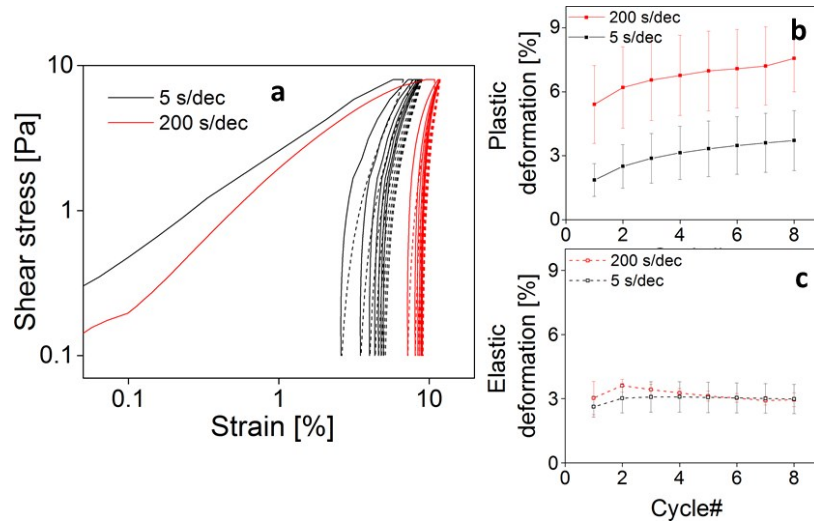 a
5 s/dec
200 s/dec
10
1
0.1
0.1
1
10
Shear stress [Pa]
Strain [%]
b
200 s/dec
5 s/dec
9
6
3
0
0
2
4
6
8
Plastic
deformation [%]
c
200 s/dec
5 s/dec
9
6
3
0
0
2
4
6
8
Elastic
deformation [%]
Cycle#